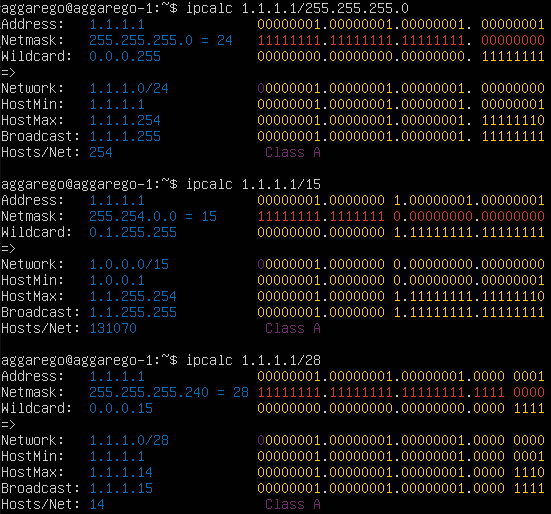 aggarego@aggarego-1:~$ ipcalc 1.1.1.1/255.255.255.0
Address:   1.1.1.1              00000001.00000001.00000001. 00000001
Netmask:   255.255.255.0 = 24   11111111.11111111.11111111. 00000000
Wildcard:  0.0.0.255            00000000.00000000.00000000. 11111111
=>
Network:   1.1.1.0/24           00000001.00000001.00000001. 00000000
HostMin:   1.1.1.1              00000001.00000001.00000001. 00000001
HostMax:   1.1.1.254            00000001.00000001.00000001. 11111110
Broadcast: 1.1.1.255            00000001.00000001.00000001. 11111111
Hosts/Net: 254                   Class A
aggarego@aggarego-1:~$ ipcalc 1.1.1.1/15
Address:   1.1.1.1              00000001.0000000 1.00000001.00000001
Netmask:   255.254.0.0 = 15     11111111.1111111 0.00000000.00000000
Wildcard:  0.1.255.255          00000000.0000000 1.11111111.11111111
=>
Network:   1.0.0.0/15           00000001.0000000 0.00000000.00000000
HostMin:   1.0.0.1              00000001.0000000 0.00000000.00000001
HostMax:   1.1.255.254          00000001.0000000 1.11111111.11111110
Broadcast: 1.1.255.255          00000001.0000000 1.11111111.11111111
Hosts/Net: 131070                Class A
aggarego@aggarego-1:~$ ipcalc 1.1.1.1/28
Address:   1.1.1.1              00000001.00000001.00000001.0000 0001
Netmask:   255.255.255.240 = 28 11111111.11111111.11111111.1111 0000
Wildcard:  0.0.0.15             00000000.00000000.00000000.0000 1111
=>
Network:   1.1.1.0/28           00000001.00000001.00000001.0000 0000
HostMin:   1.1.1.1              00000001.00000001.00000001.0000 0001
HostMax:   1.1.1.14             00000001.00000001.00000001.0000 1110
Broadcast: 1.1.1.15             00000001.00000001.00000001.0000 1111
Hosts/Net: 14                    Class A